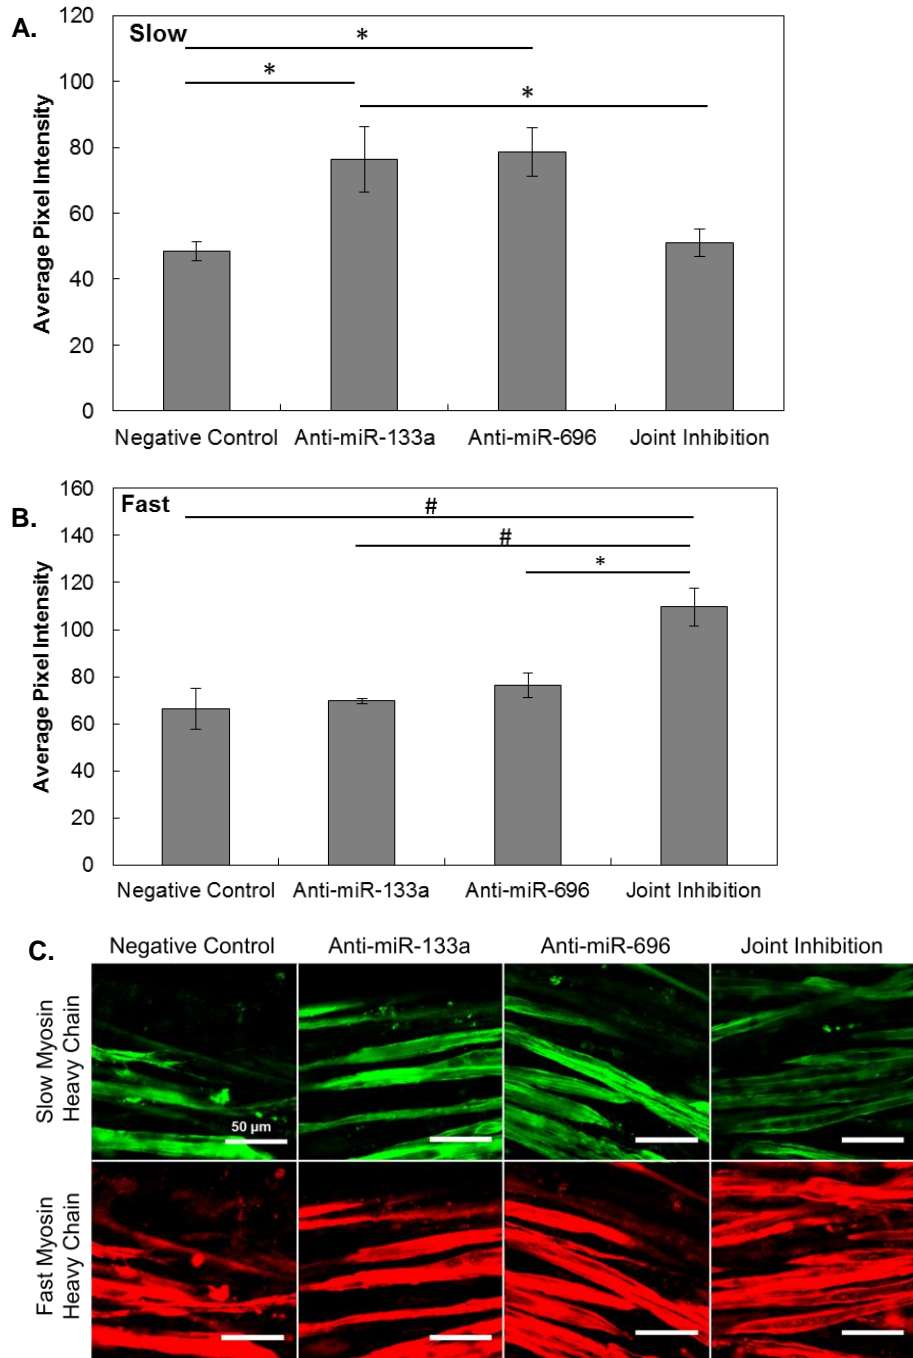 A.
Slow
*
*
*
120
100
80
60
40
20
0
Average Pixel Intensity
Negative Control Anti-miR-133a Anti-miR-696 Joint Inhibition
B.
Fast
#
#
*
160
140
120
100
80
60
40
20
0
Average Pixel Intensity
Negative Control Anti-miR-133a Anti-miR-696 Joint Inhibition
C.
Negative Control Anti-miR-133a Anti-miR-696 Joint Inhibition
Slow Myosin
Heavy Chain
50 μm
Fast Myosin
Heavy Chain